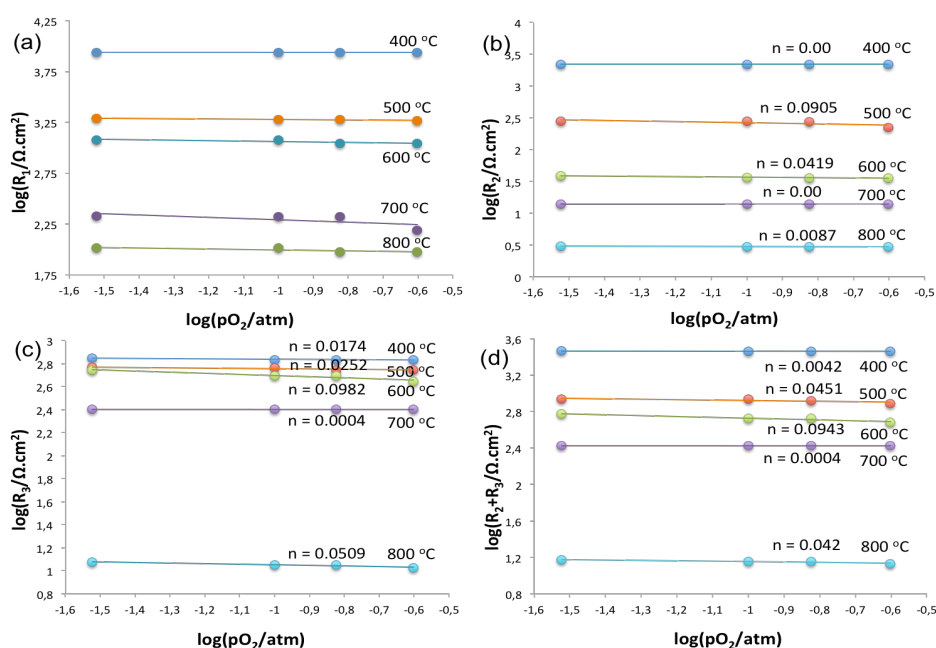 (a)
4,25
3,75
3,25
2,75
2,25
1,75
log(R₁/Ω.cm²)
400 °C
500 °C
600 °C
700 °C
800 °C
-1,6 -1,5 -1,4 -1,3 -1,2 -1,1 -1 -0,9 -0,8 -0,7 -0,6 -0,5
log(pO₂/atm)
(b)
4
3,5
3
2,5
2
1,5
1
0,5
0
log(R₂/Ω.cm²)
n = 0.00 400 °C
n = 0.0905 500 °C
n = 0.0419 600 °C
n = 0.00 700 °C
n = 0.0087 800 °C
-1,6 -1,5 -1,4 -1,3 -1,2 -1,1 -1 -0,9 -0,8 -0,7 -0,6 -0,5
log(pO₂/atm)
(c)
3
2,8
2,6
2,4
2,2
2
1,8
1,6
1,4
1,2
1
0,8
log(R₃/Ω.cm²)
n = 0.0174 400 °C
n = 0.0252 500 °C
n = 0.0982 600 °C
n = 0.0004 700 °C
n = 0.0509 800 °C
-1,6 -1,5 -1,4 -1,3 -1,2 -1,1 -1 -0,9 -0,8 -0,7 -0,6 -0,5
log(pO₂/atm)
(d)
3,6
3,2
2,8
2,4
2
1,6
1,2
0,8
log(R₂+R₃/Ω.cm²)
n = 0.0042 400 °C
n = 0.0451 500 °C
n = 0.0943 600 °C
n = 0.0004 700 °C
n = 0.042 800 °C
-1,6 -1,5 -1,4 -1,3 -1,2 -1,1 -1 -0,9 -0,8 -0,7 -0,6 -0,5
log(pO₂/atm)